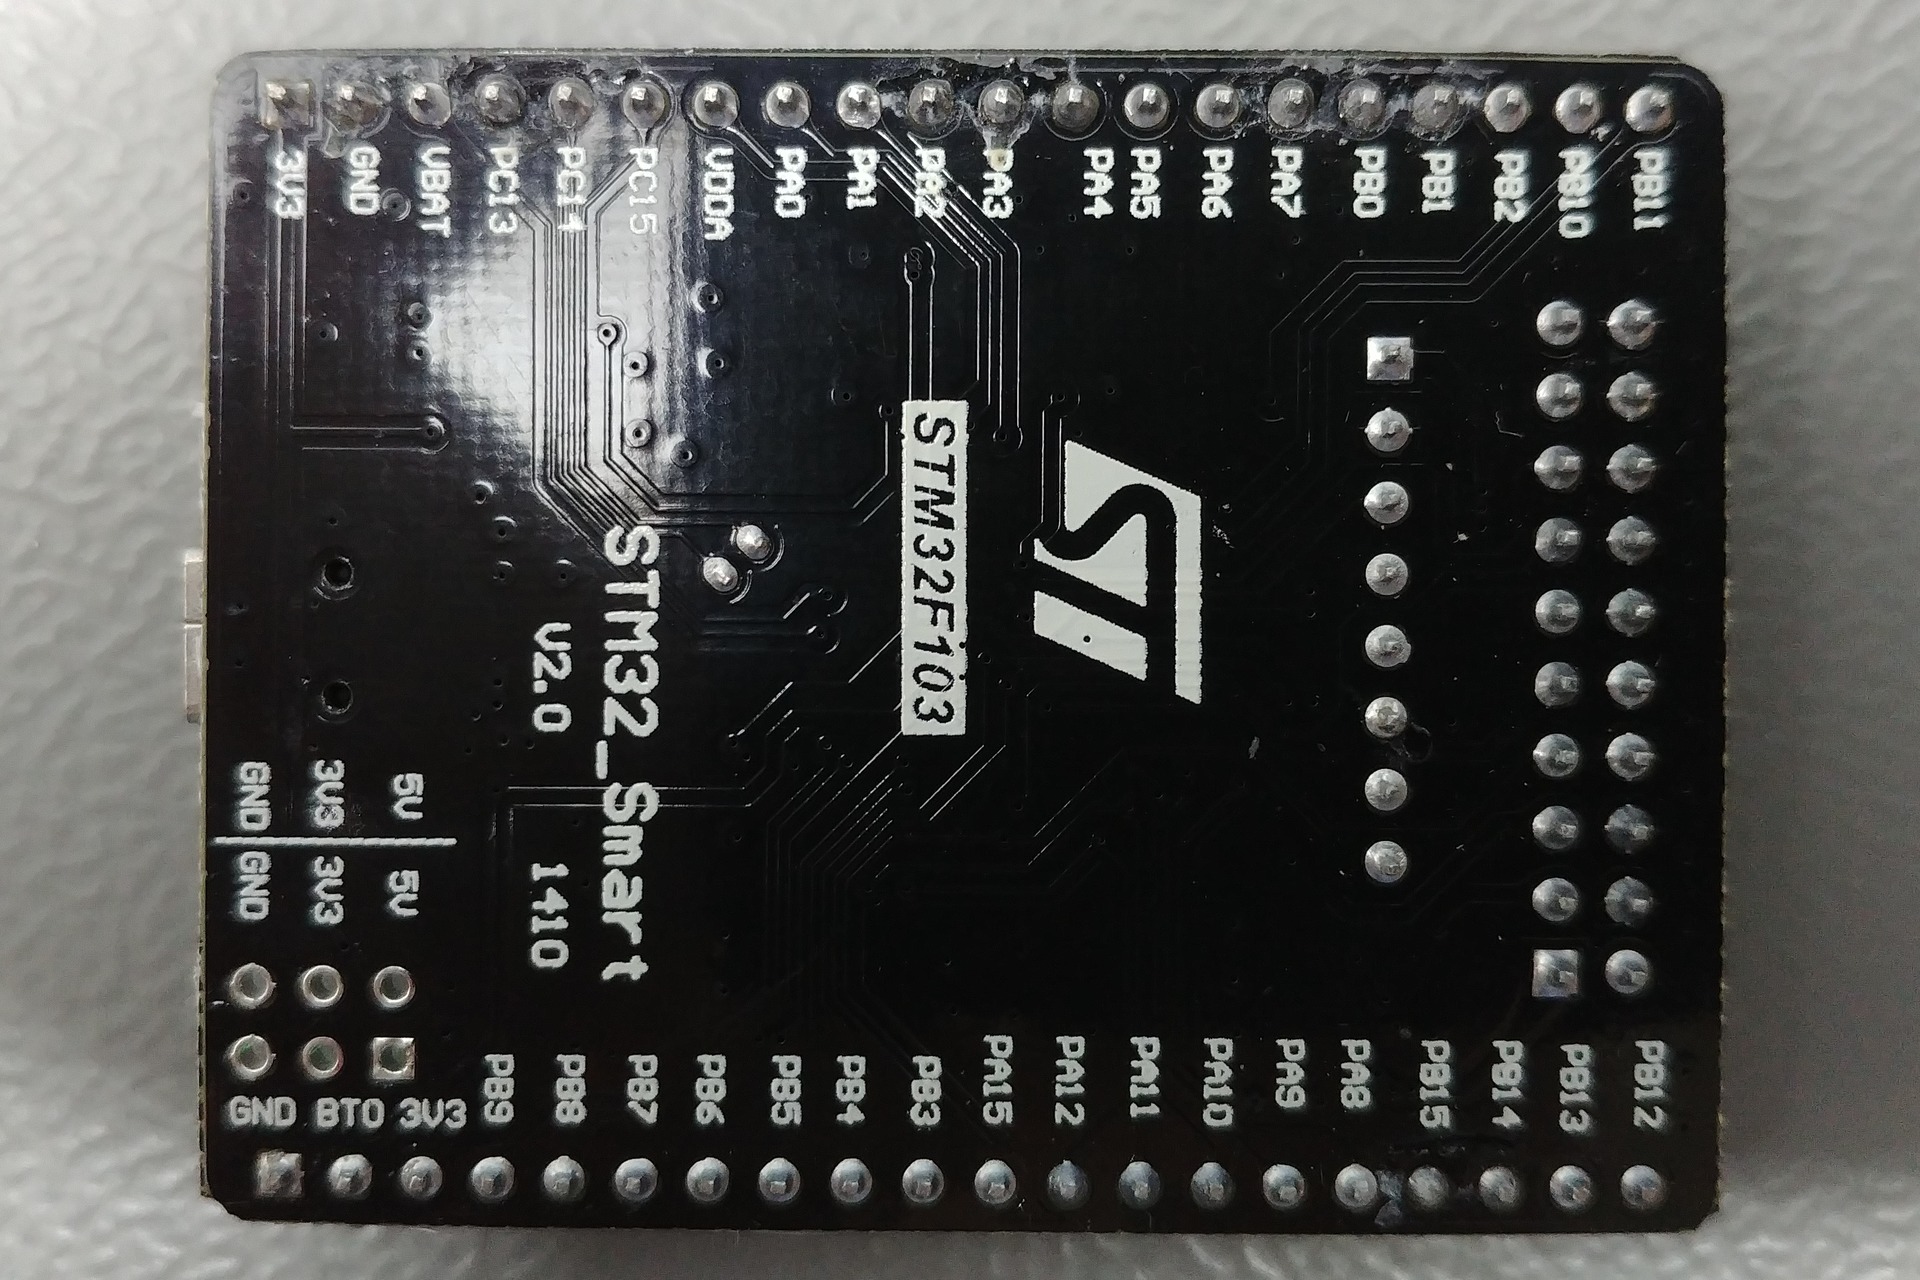 3V3
GND
VBAT
PC13
PC14
PC15
VDDA
PA0
PA1
PA2
PA3
PA4
PA5
PA6
PA7
PB0
PB1
PB2
PB10
PB11
ST
STM32F103
STM32_Smart
V2.0 1410
5V 5V
3V3 3V3
GND GND
GND BT0 3V3
PB9
PB8
PB7
PB6
PB5
PB4
PB3
PA15
PA12
PA11
PA10
PA9
PA8
PB15
PB14
PB13
PB12